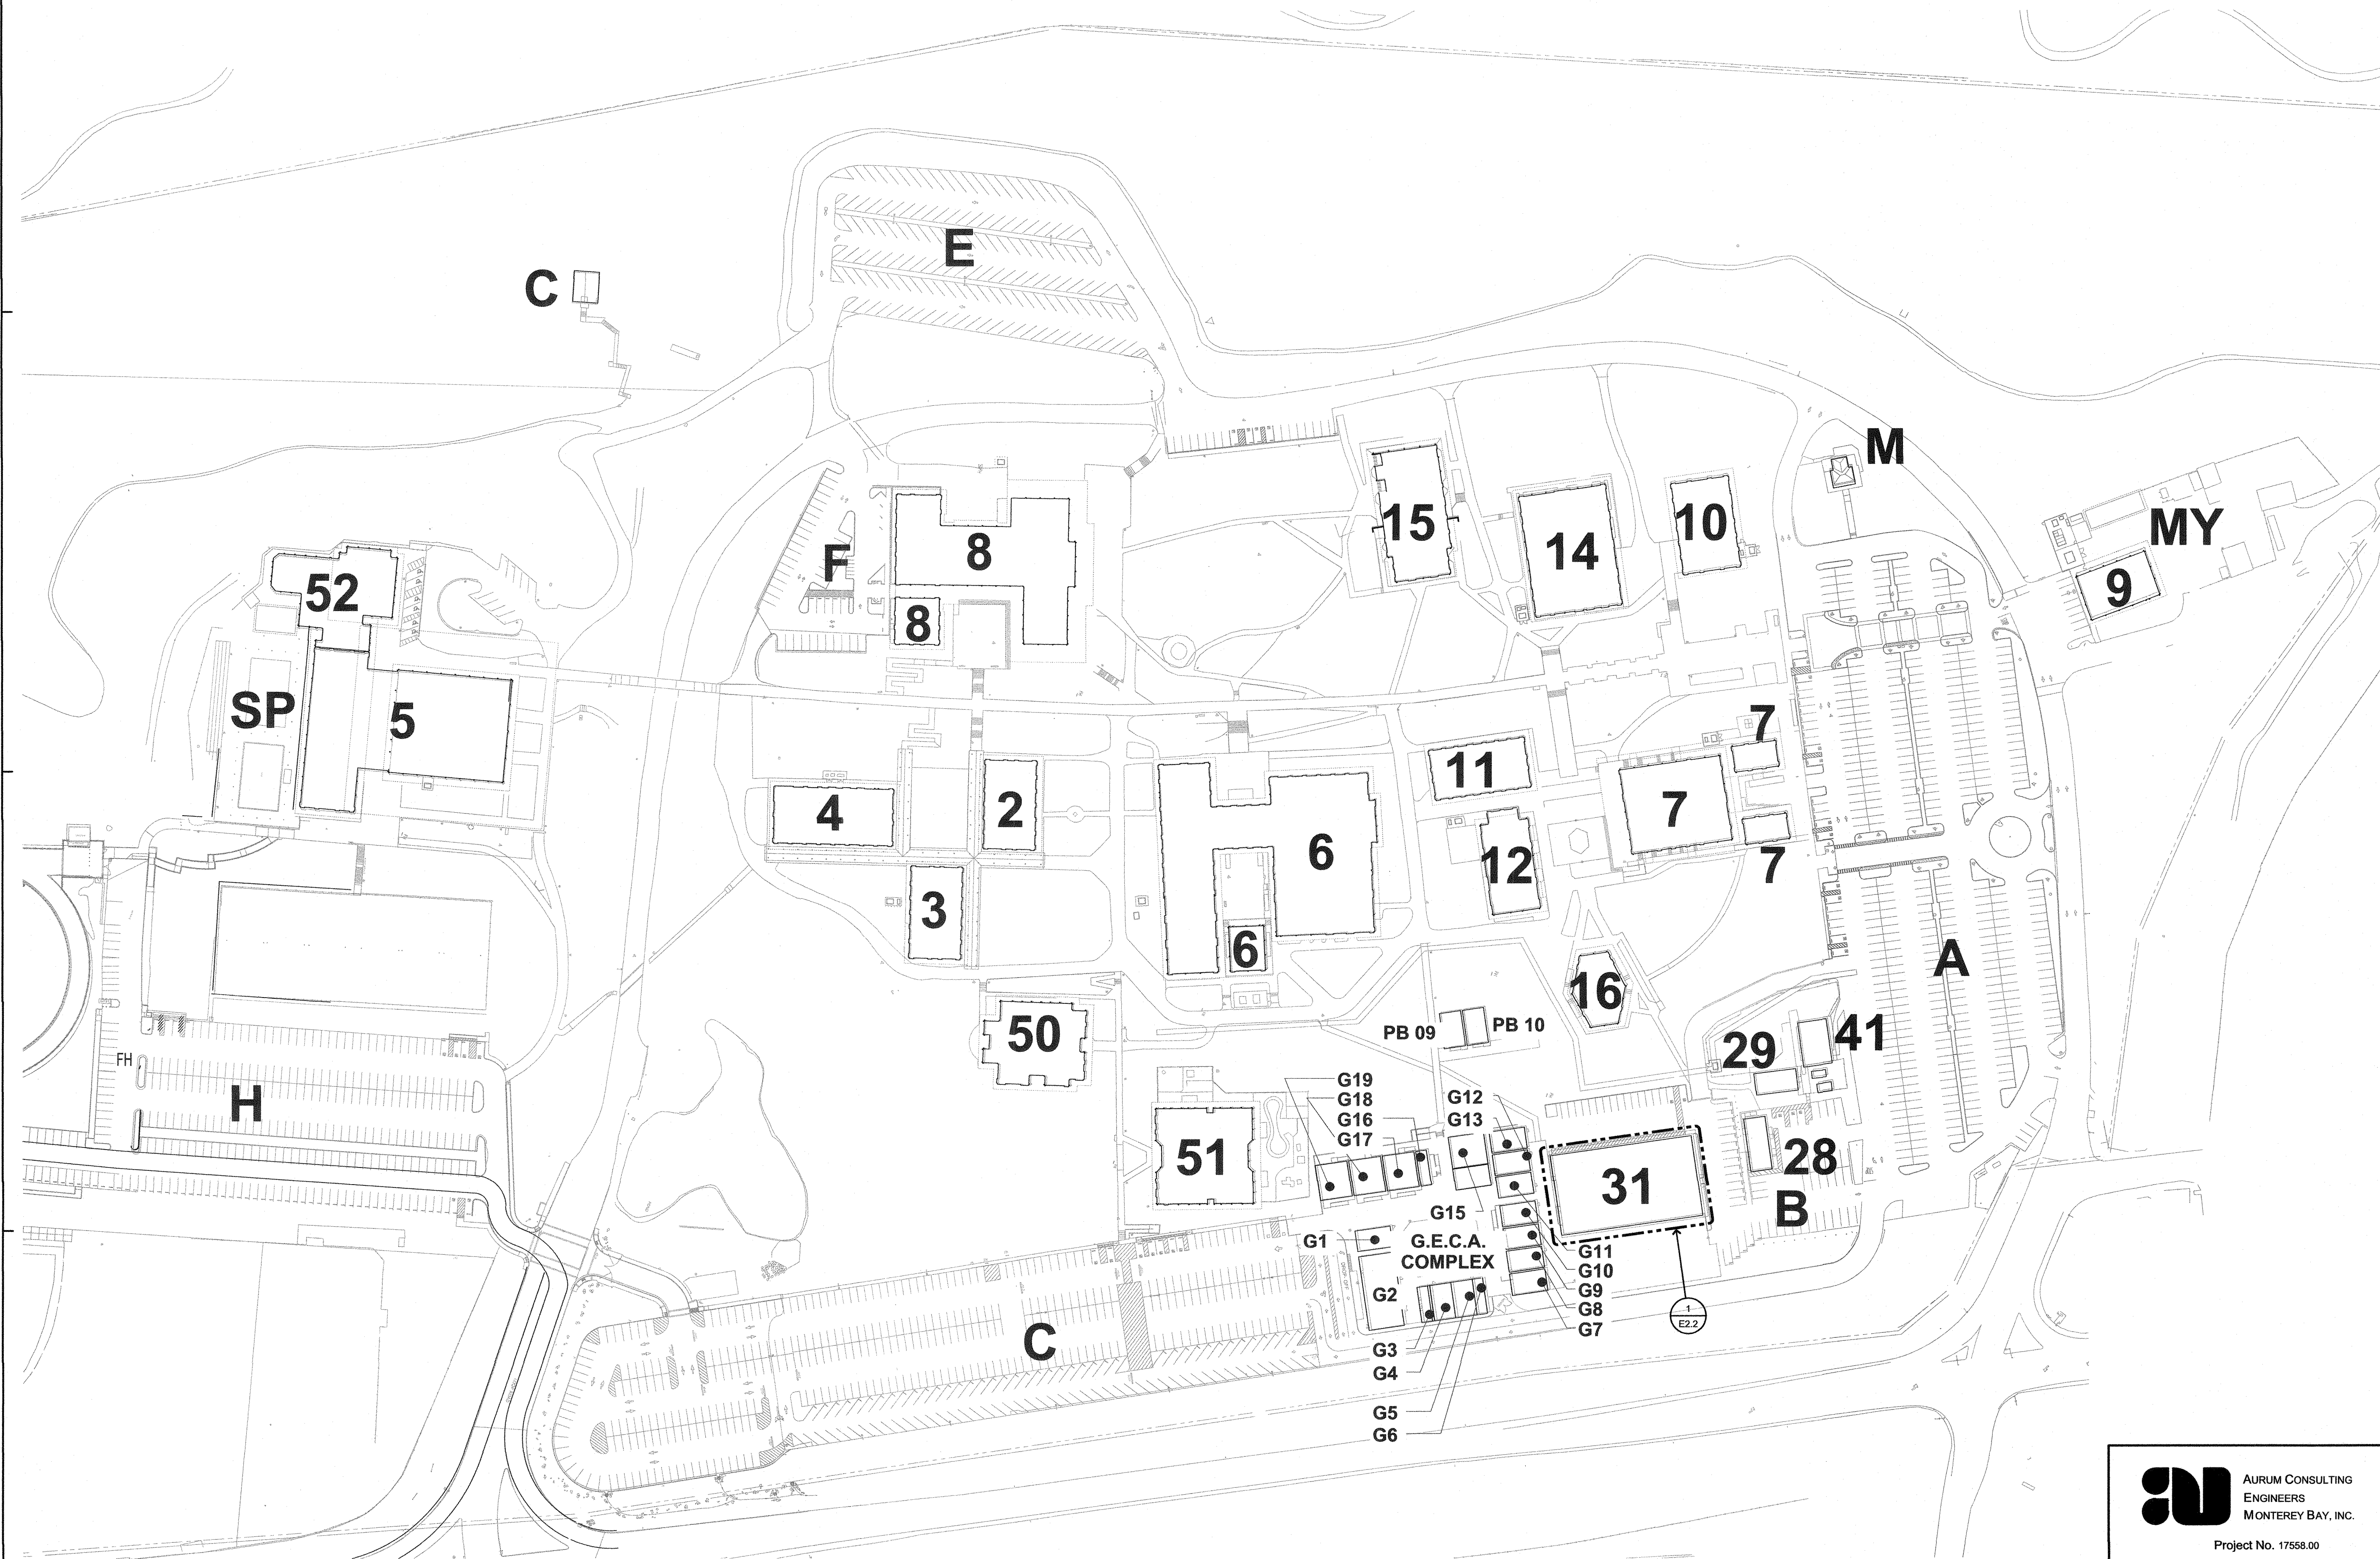 E
C
M
15
10
MY
14
F
8
9
52
8
SP
5
7
11
4
2
7
6
12
7
3
6
A
16
PB 09
PB 10
50
29
41
FH
G19
G18
G12
H
G16
G13
G17
51
28
31
B
G15
G1
G.E.C.A.
COMPLEX
G11
G10
G2
G9
G8
1
E2.2
G7
C
G3
G4
G5
G6
AURUM CONSULTING
ENGINEERS
MONTEREY BAY, INC.
Project No. 17558.00